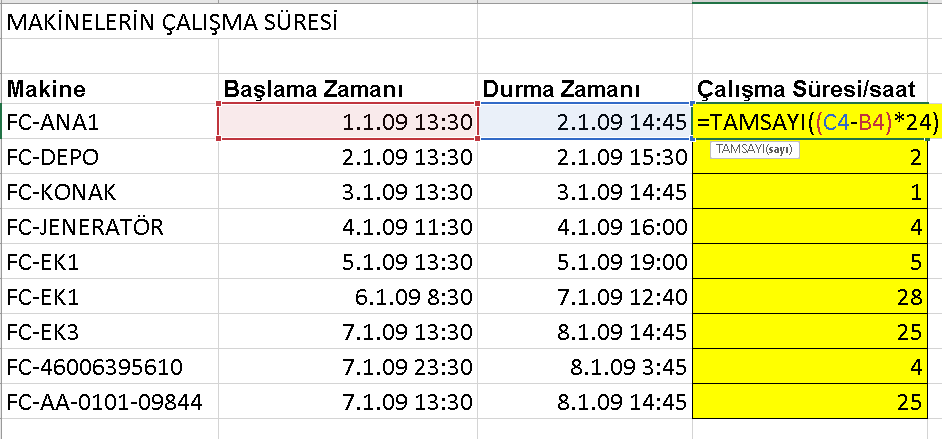 MAKİNELERİN ÇALIŞMA SÜRESİ
Makine Başlama Zamanı Durma Zamanı Çalışma Süresi/saat
FC-ANA1 1.1.09 13:30 2.1.09 14:45 =TAMSAYI((C4-B4)*24)
TAMSAYI(sayı)
FC-DEPO 2.1.09 13:30 2.1.09 15:30 2
FC-KONAK 3.1.09 13:30 3.1.09 14:45 1
FC-JENERATÖR 4.1.09 11:30 4.1.09 16:00 4
FC-EK1 5.1.09 13:30 5.1.09 19:00 5
FC-EK1 6.1.09 8:30 7.1.09 12:40 28
FC-EK3 7.1.09 13:30 8.1.09 14:45 25
FC-46006395610 7.1.09 23:30 8.1.09 3:45 4
FC-AA-0101-09844 7.1.09 13:30 8.1.09 14:45 25